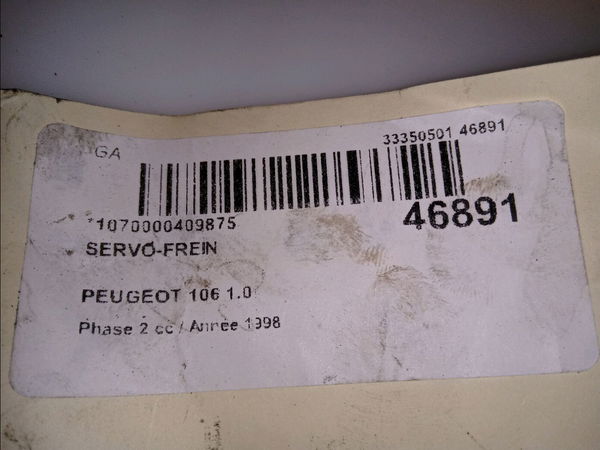 GA
33350501 46891
*1070000409875
46891
SERVO-FREIN
PEUGEOT 106 1.0
Phase 2 cc / Année 1998